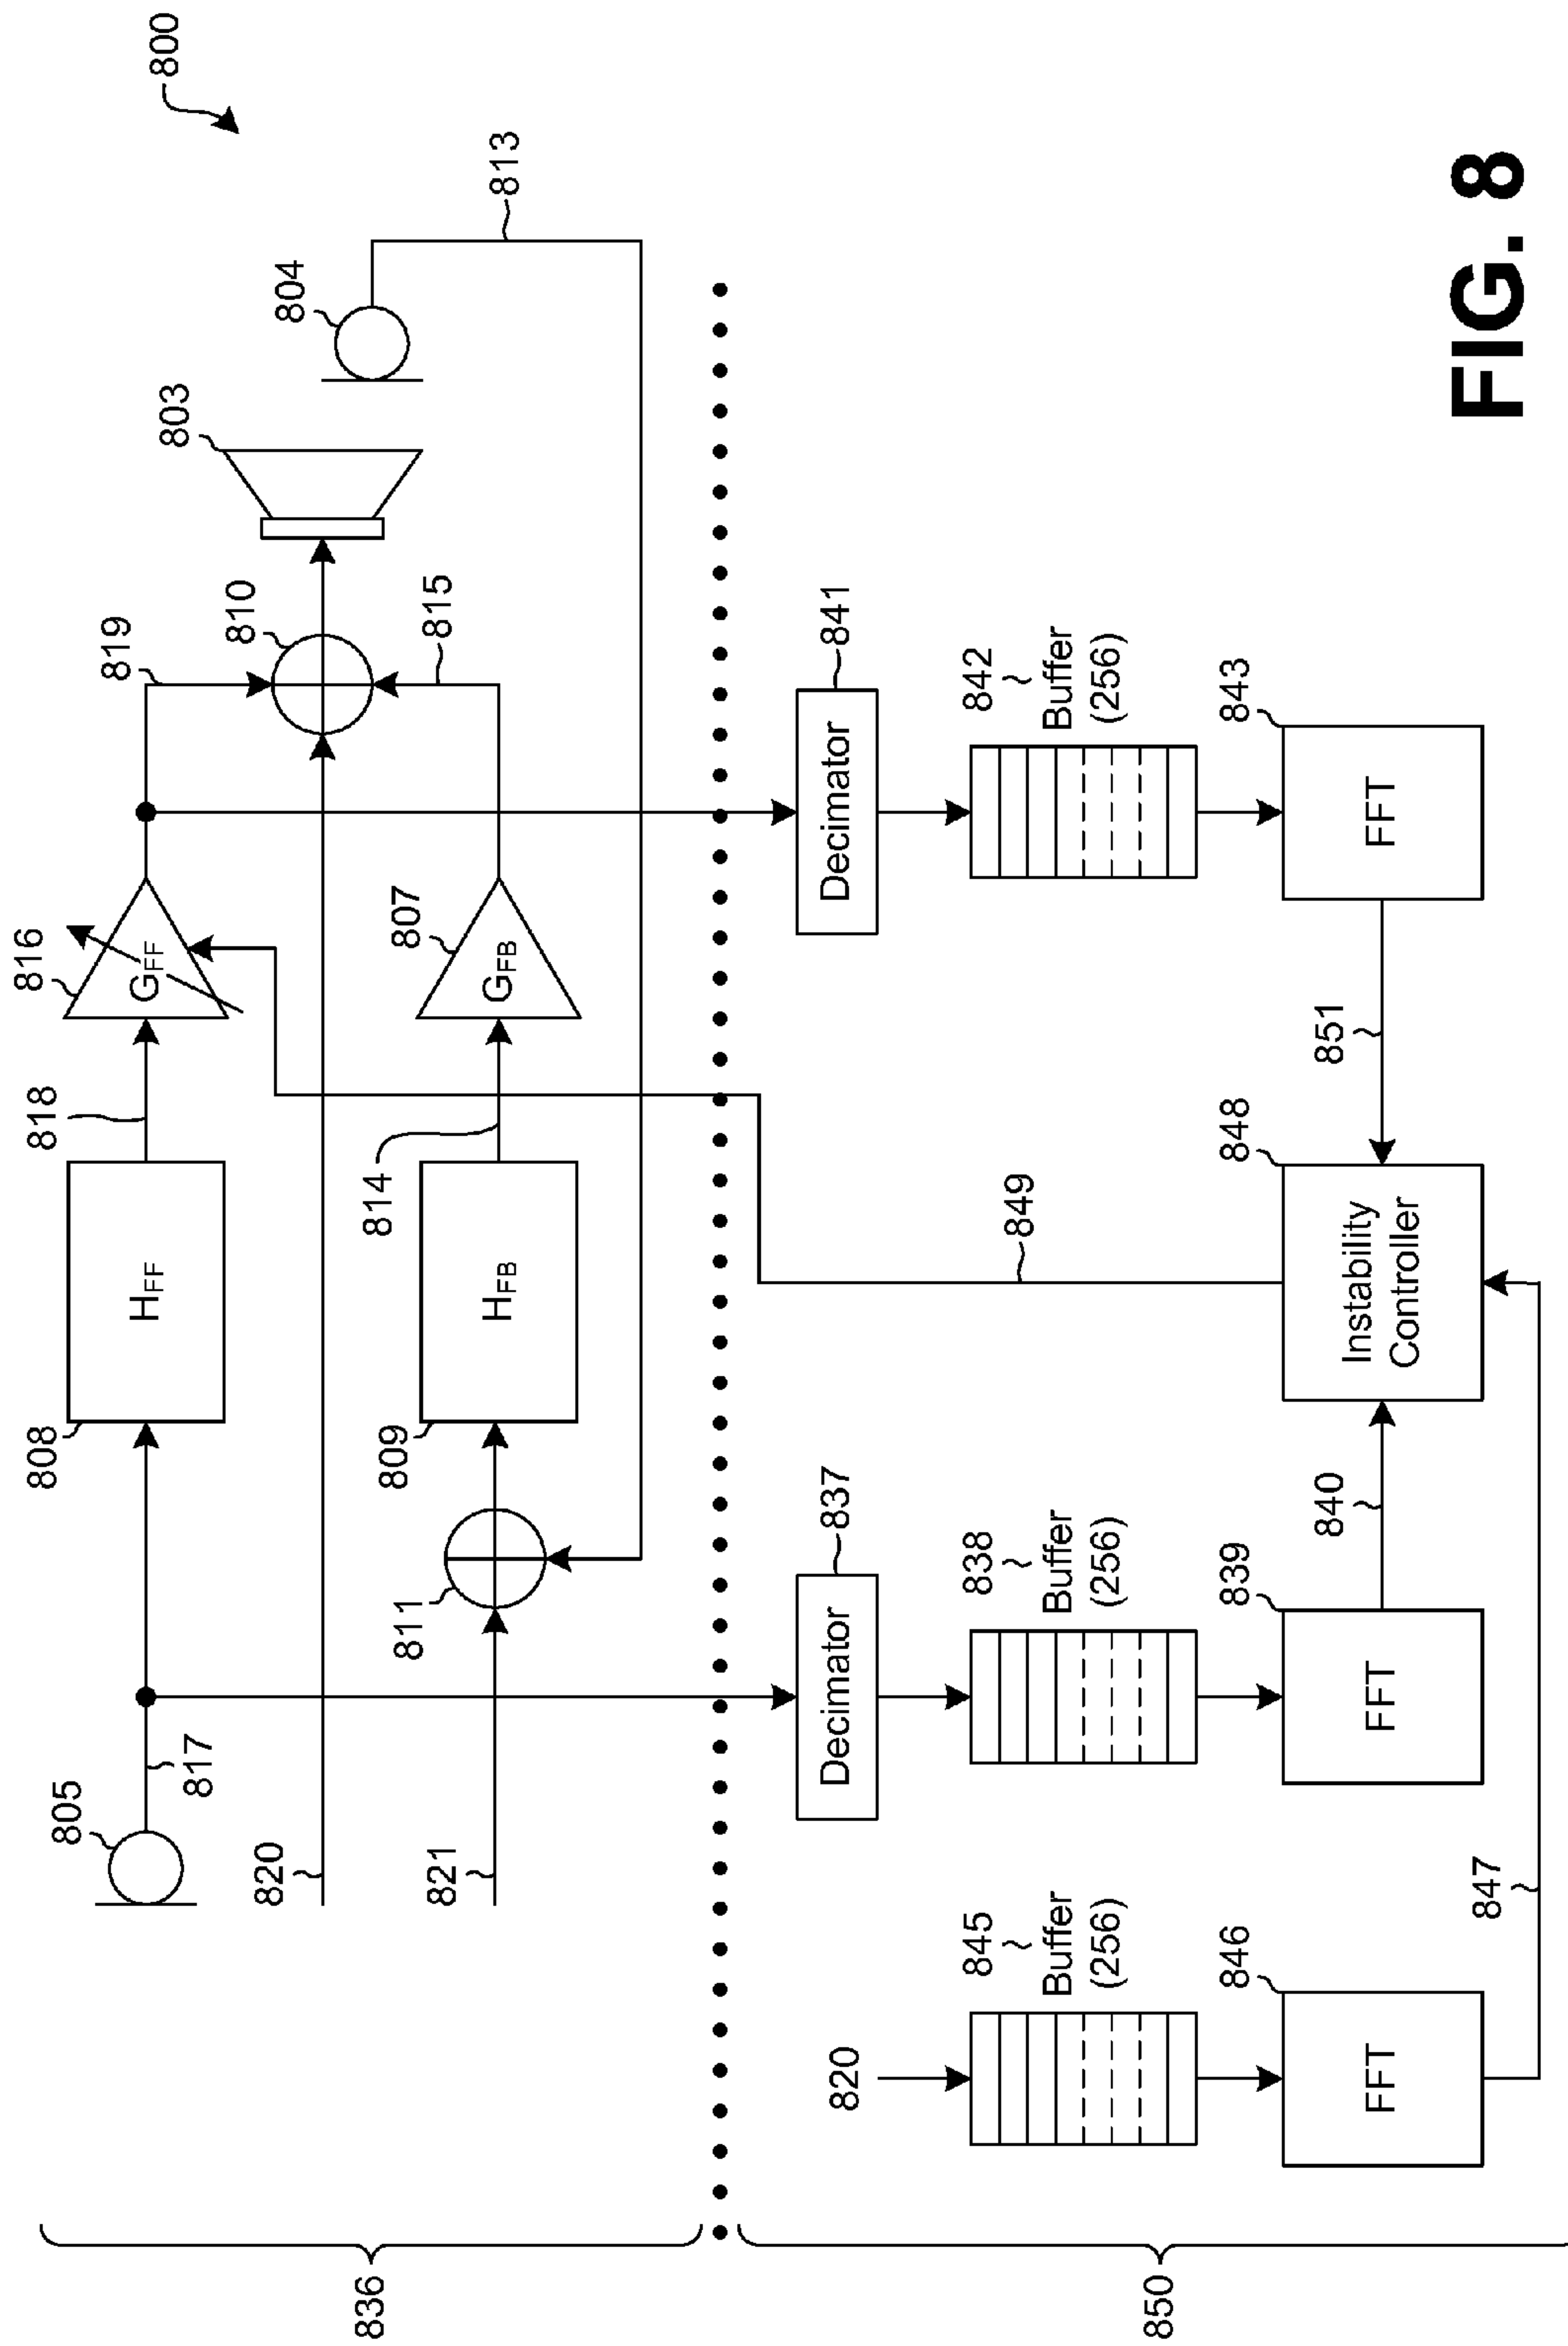 800
805
817
808
HFF
818
816
GFF
819
810
803
804
813
820
821
811
809
HFB
814
807
GFB
815
836
837
Decimator
841
Decimator
820
845
Buffer
(256)
838
Buffer
(256)
842
Buffer
(256)
849
846
FFT
839
FFT
840
848
Instability
Controller
851
843
FFT
847
850
FIG. 8